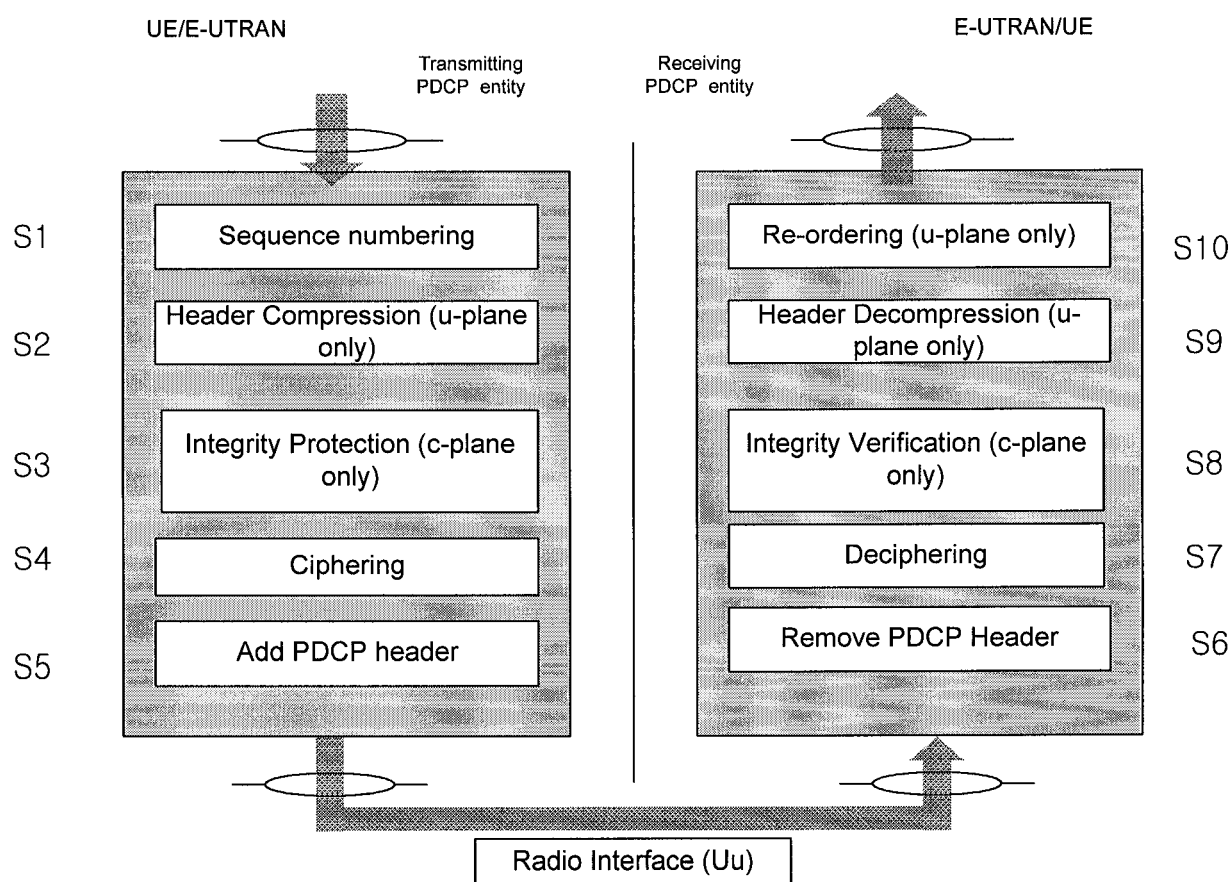 UE/E-UTRAN
E-UTRAN/UE
Transmitting
PDCP entity
Receiving
PDCP entity
S1
Sequence numbering
S2
Header Compression (u-plane
only)
S3
Integrity Protection (c-plane
only)
S4
Ciphering
S5
Add PDCP header
Re-ordering (u-plane only)
S10
Header Decompression (u-
plane only)
S9
Integrity Verification (c-plane
only)
S8
Deciphering
S7
Remove PDCP Header
S6
Radio Interface (Uu)